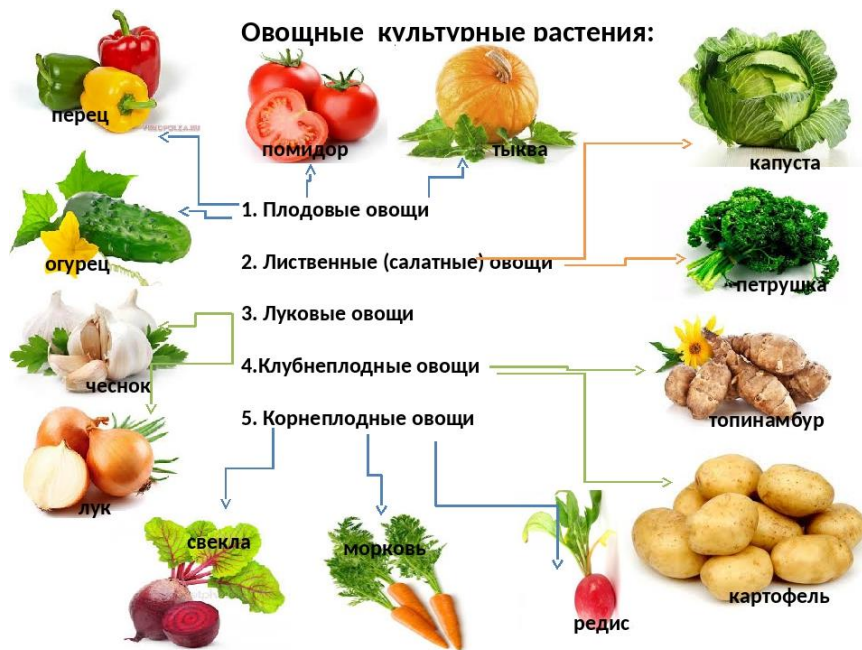 Овощные культурные растения:
перец
помидор
тыква
капуста
1. Плодовые овощи
огурец
2. Лиственные (салатные) овощи
петрушка
3. Луковые овощи
чеснок
4.Клубнеплодные овощи
топинамбур
5. Корнеплодные овощи
лук
свекла
морковь
редис
картофель